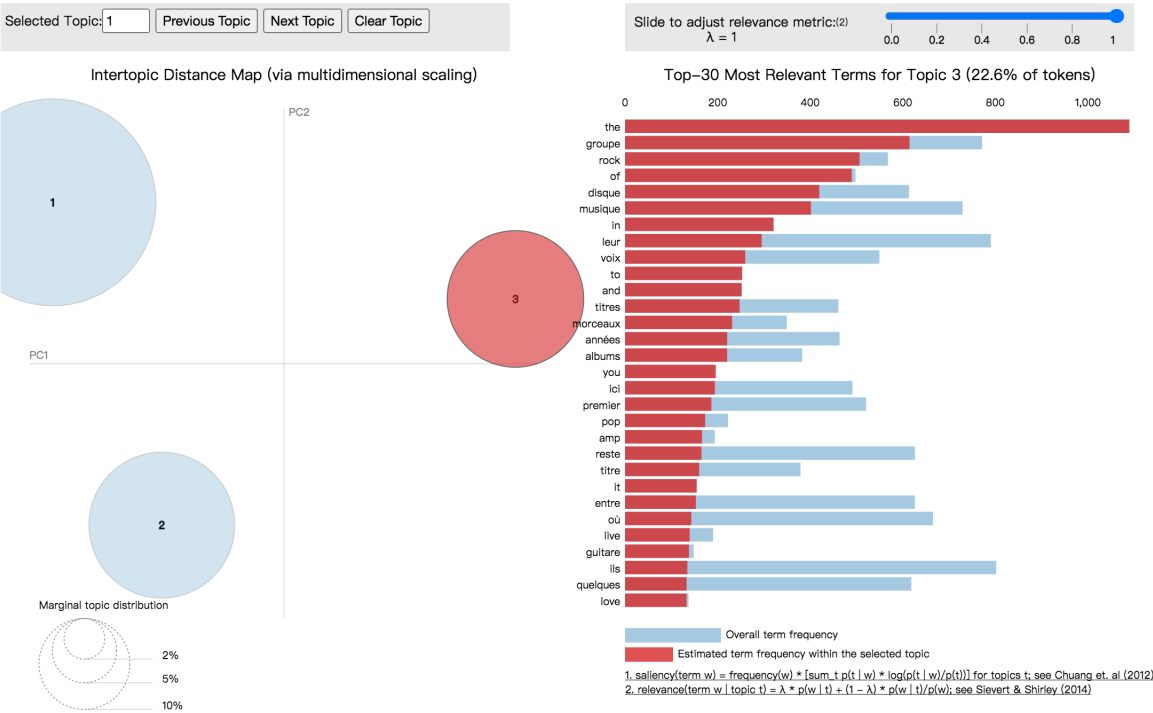 Selected Topic: 1 Previous Topic Next Topic Clear Topic
Slide to adjust relevance metric:(2)
λ = 1
0.0 0.2 0.4 0.6 0.8 1
Intertopic Distance Map (via multidimensional scaling)
PC2
PC1
1
2
3
Marginal topic distribution
2%
5%
10%
Top-30 Most Relevant Terms for Topic 3 (22.6% of tokens)
0 200 400 600 800 1,000
the
groupe
rock
of
disque
musique
in
leur
voix
to
and
titres
morceaux
années
albums
you
ici
premier
pop
amp
reste
titre
it
entre
où
live
guitare
ils
quelques
love
Overall term frequency
Estimated term frequency within the selected topic
1. saliency(term w) = frequency(w) * [sum_t p(t | w) * log(p(t | w)/p(t))] for topics t; see Chuang et. al (2012)
2. relevance(term w | topic t) = λ * p(w | t) + (1 - λ) * p(w | t)/p(w); see Sievert & Shirley (2014)